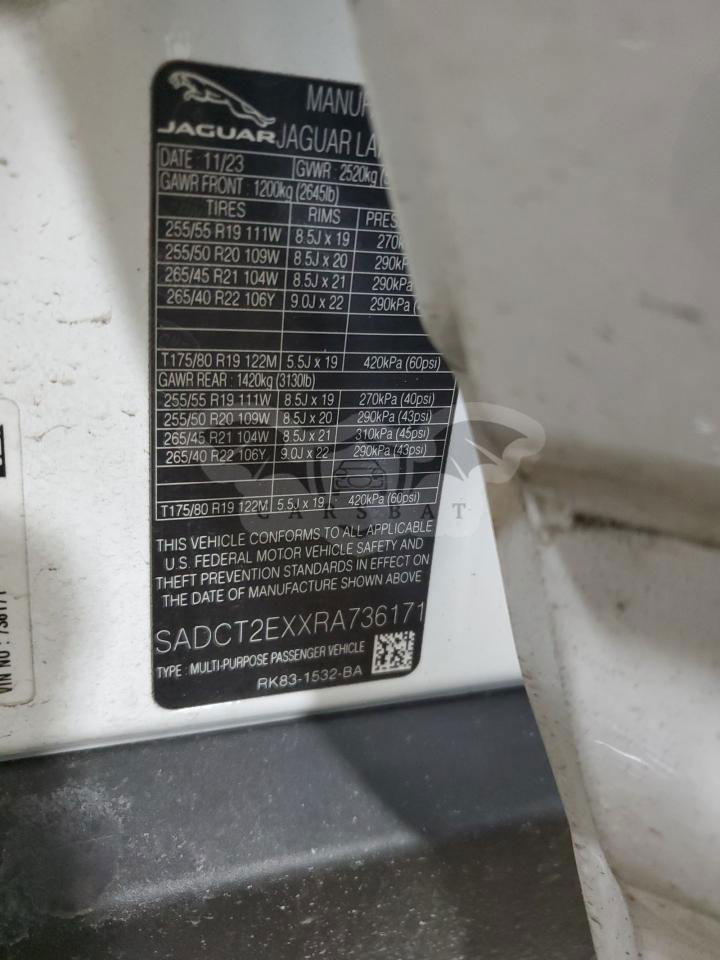 JAGUAR
MANUF
JAGUAR LA
DATE : 11/23
GVWR : 2520kg
GAWR FRONT : 1200kg (2645lb)
TIRES RIMS PRES
255/55 R19 111W 8.5J x 19 270k
255/50 R20 109W 8.5J x 20 290kP
265/45 R21 104W 8.5J x 21 290kPa
265/40 R22 106Y 9.0J x 22 290kPa
T175/80 R19 122M 5.5J x 19 420kPa (60psi)
GAWR REAR : 1420kg (3130lb)
255/55 R19 111W 8.5J x 19 270kPa (40psi)
255/50 R20 109W 8.5J x 20 290kPa (43psi)
265/45 R21 104W 8.5J x 21 310kPa (45psi)
265/40 R22 106Y 9.0J x 22 290kPa (43psi)
T175/80 R19 122M 5.5J x 19 420kPa (60psi)
CARSBAT
THIS VEHICLE CONFORMS TO ALL APPLICABLE
U.S. FEDERAL MOTOR VEHICLE SAFETY AND
THEFT PREVENTION STANDARDS IN EFFECT ON
THE DATE OF MANUFACTURE SHOWN ABOVE
SADCT2EXXRA736171
TYPE : MULTI-PURPOSE PASSENGER VEHICLE
RK83-1532-BA
VIN NO : 736171